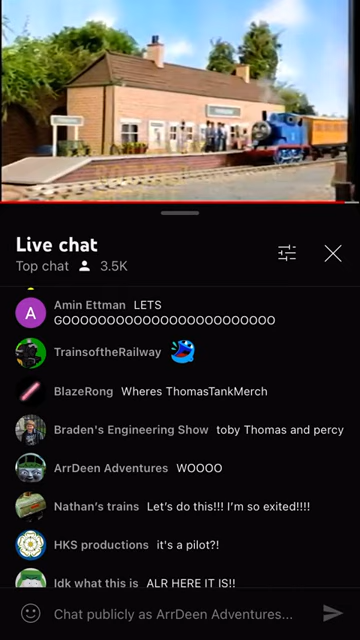 Live chat
Top chat 3.5K
Amin Ettman LETS
GOOOOOOOOOOOOOOOOOOOOOOOO
TrainsoftheRailway
BlazeRong Wheres ThomasTankMerch
Braden's Engineering Show toby Thomas and percy
ArrDeen Adventures WOOOO
Nathan's trains Let's do this!!! I'm so exited!!!!
HKS productions it's a pilot?!
Idk what this is ALR HERE IT IS!!
Chat publicly as ArrDeen Adventures...